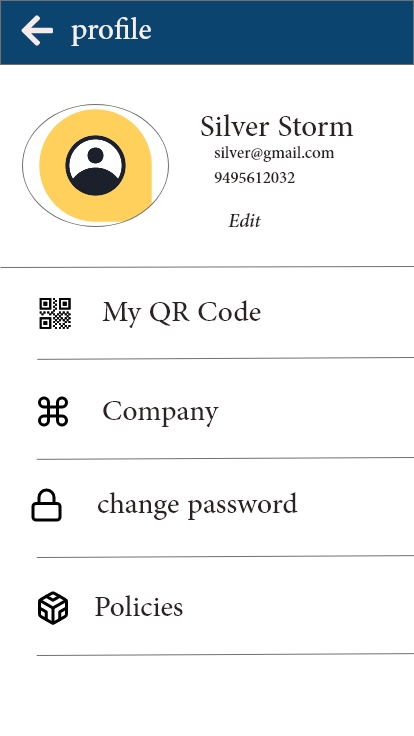 profile
Silver Storm
silver@gmail.com
9495612032
Edit
My QR Code
Company
change password
Policies